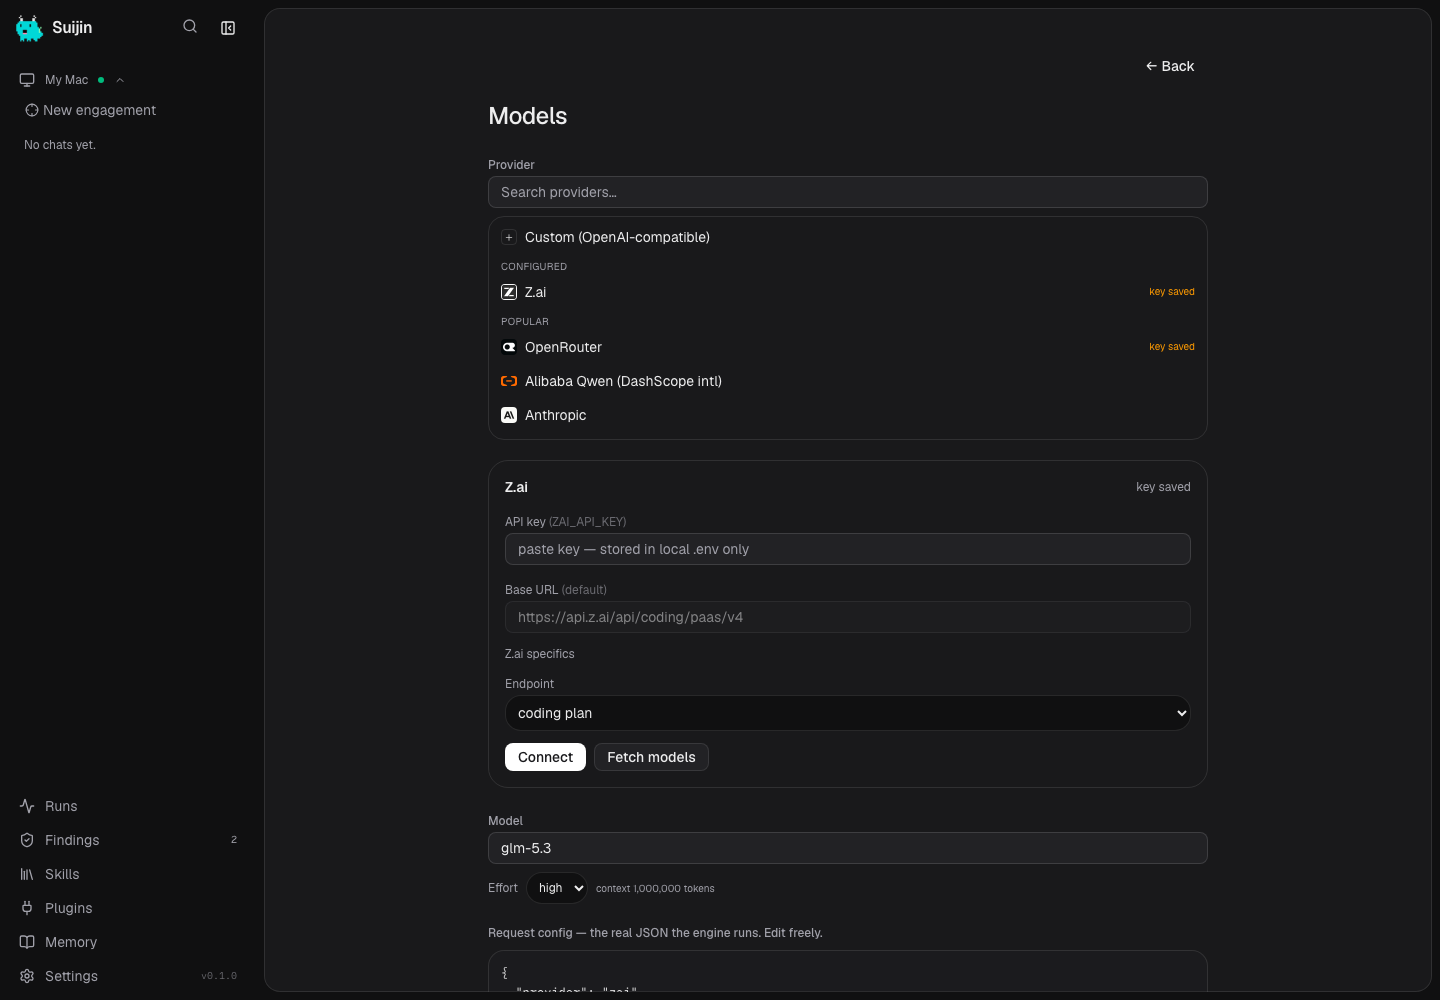 Suijin
My Mac
New engagement
No chats yet.
Runs
Findings 2
Skills
Plugins
Memory
Settings v0.1.0
← Back
Models
Provider
Search providers…
+ Custom (OpenAI-compatible)
CONFIGURED
Z.ai key saved
POPULAR
OpenRouter key saved
Alibaba Qwen (DashScope intl)
Anthropic
Z.ai key saved
API key (ZAI_API_KEY)
paste key — stored in local .env only
Base URL (default)
https://api.z.ai/api/coding/paas/v4
Z.ai specifics
Endpoint
coding plan
Connect Fetch models
Model
glm-5.3
Effort high context 1,000,000 tokens
Request config — the real JSON the engine runs. Edit freely.
{
"provider": "zai"